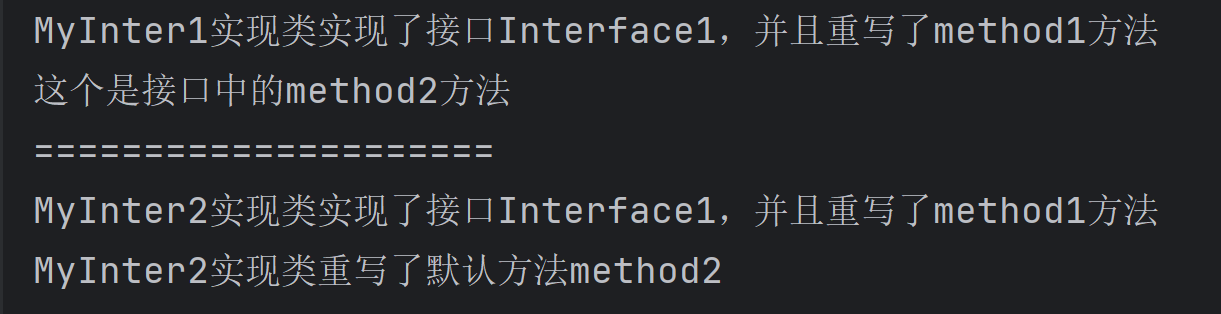 MyInter1实现类实现了接口Interface1，并且重写了method1方法
这个是接口中的method2方法
=====================
MyInter2实现类实现了接口Interface1，并且重写了method1方法
MyInter2实现类重写了默认方法method2